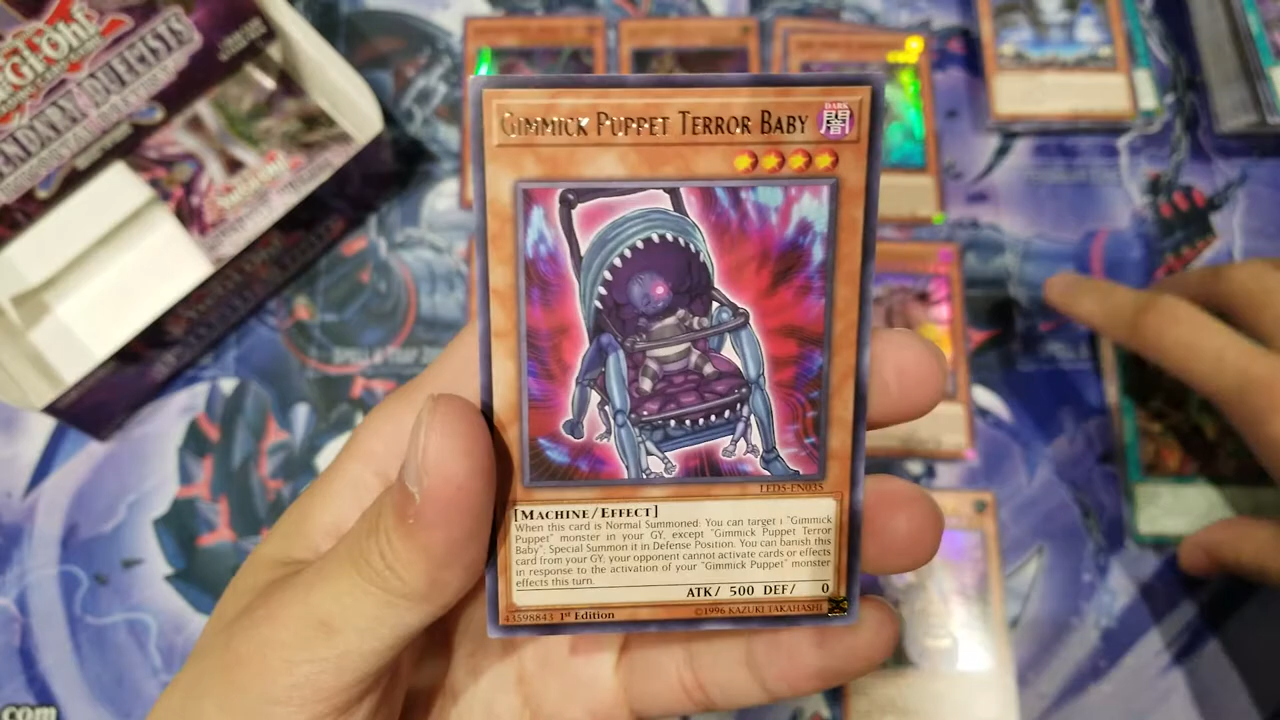 Yu-Gi-Oh!
LEGENDARY DUELISTS
GIMMICK PUPPET TERROR BABY
DARK
闇
LED5-EN035
[MACHINE/EFFECT]
When this card is Normal Summoned: You can target 1 "Gimmick
Puppet" monster in your GY, except "Gimmick Puppet Terror
Baby"; Special Summon it in Defense Position. You can banish this
card from your GY; your opponent cannot activate cards or effects
in response to the activation of your "Gimmick Puppet" monster
effects this turn.
ATK/ 500 DEF/ 0
43598843 1st Edition
©1996 KAZUKI TAKAHASHI
.com